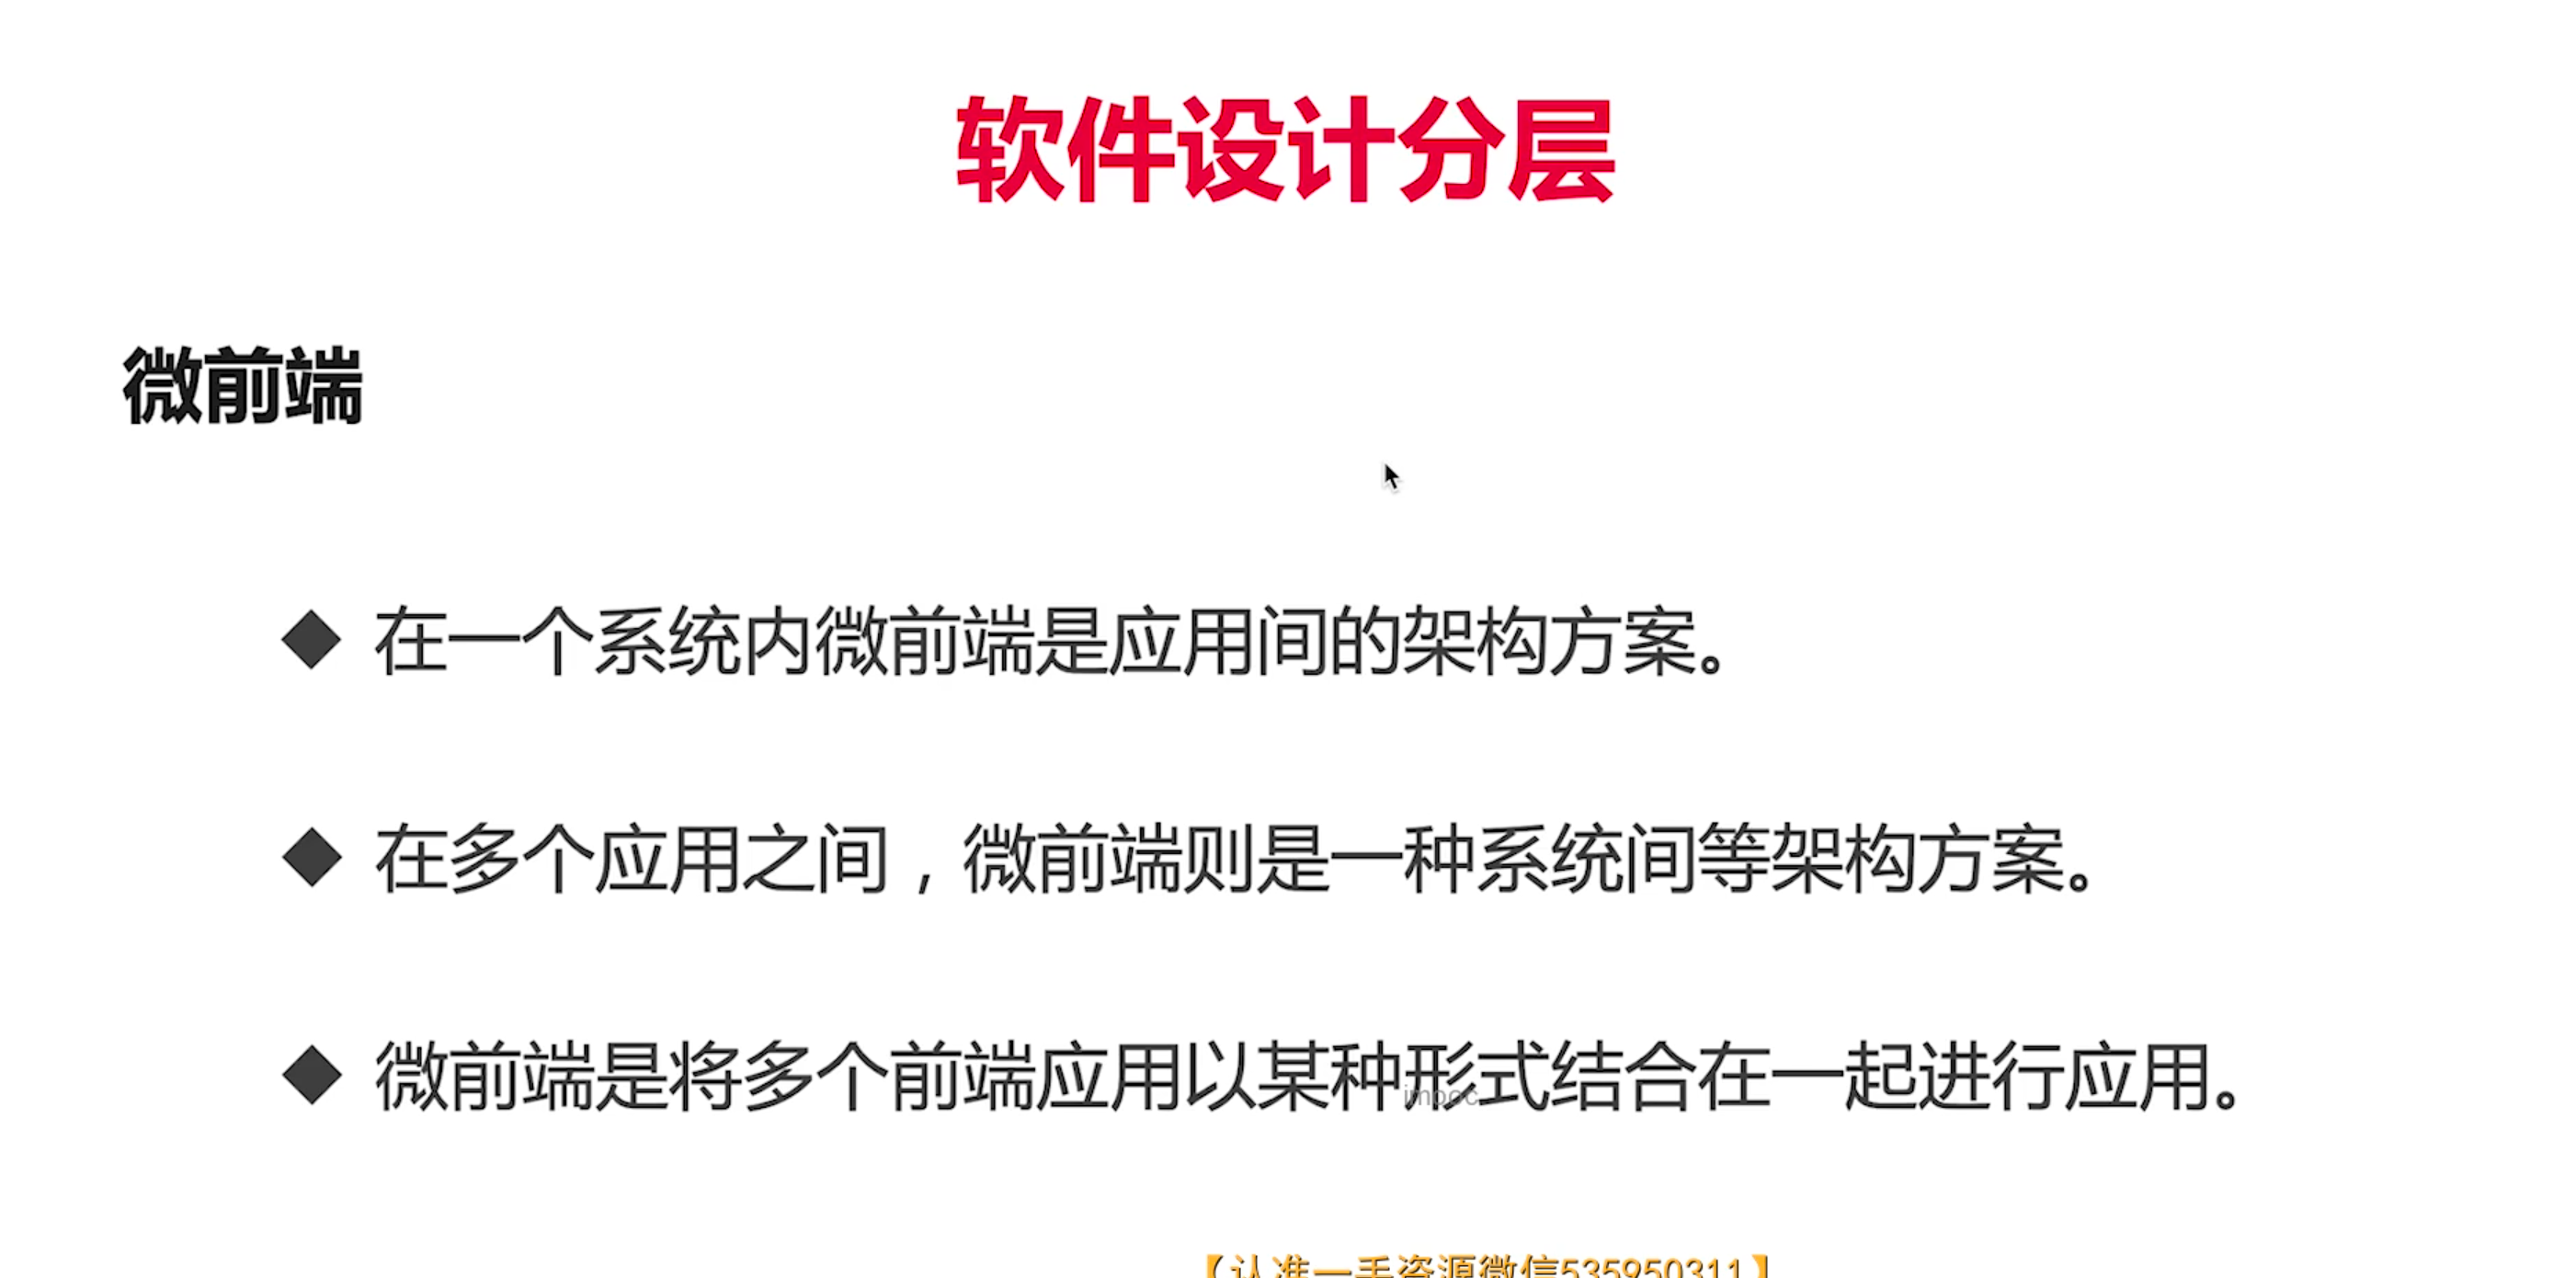 软件设计分层
微前端
◆ 在一个系统内微前端是应用间的架构方案。
◆ 在多个应用之间，微前端则是一种系统间等架构方案。
◆ 微前端是将多个前端应用以某种形式结合在一起进行应用。
imooc
【认准一手资源微信535950311】